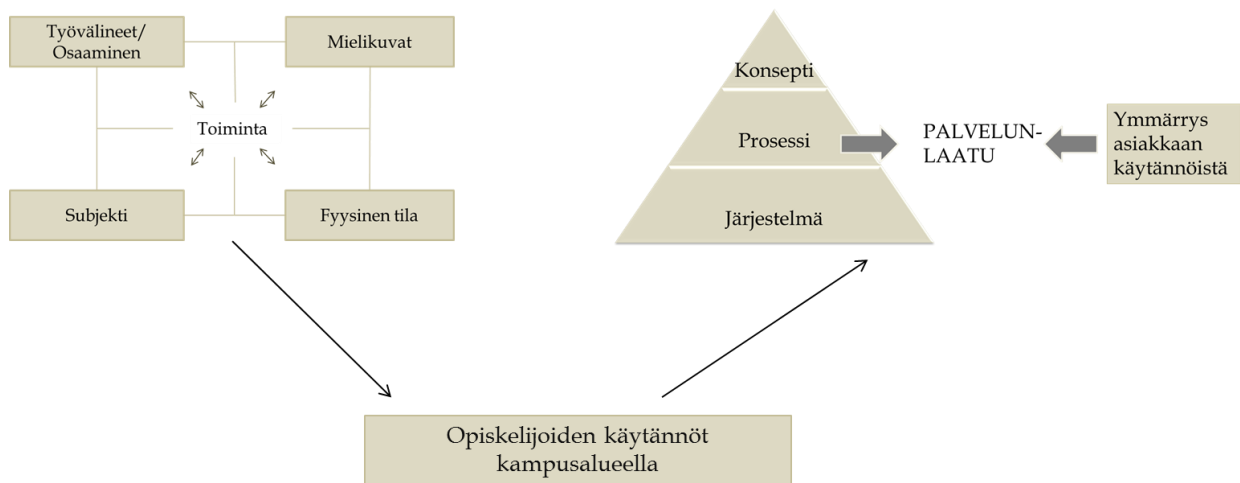 Työvälineet/
Osaaminen
Mielikuvat
Toiminta
Subjekti
Fyysinen tila
Konsepti
Prosessi
Järjestelmä
PALVELUN-
LAATU
Ymmärrys
asiakkaan
käytännöistä
Opiskelijoiden käytännöt
kampusalueella